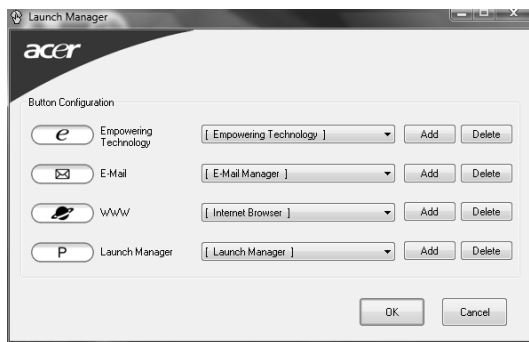 Launch Manager
acer
Button Configuration
e Empowering Technology [ Empowering Technology ] Add Delete
E-Mail [ E-Mail Manager ] Add Delete
WWW [ Internet Browser ] Add Delete
P Launch Manager [ Launch Manager ] Add Delete
OK Cancel